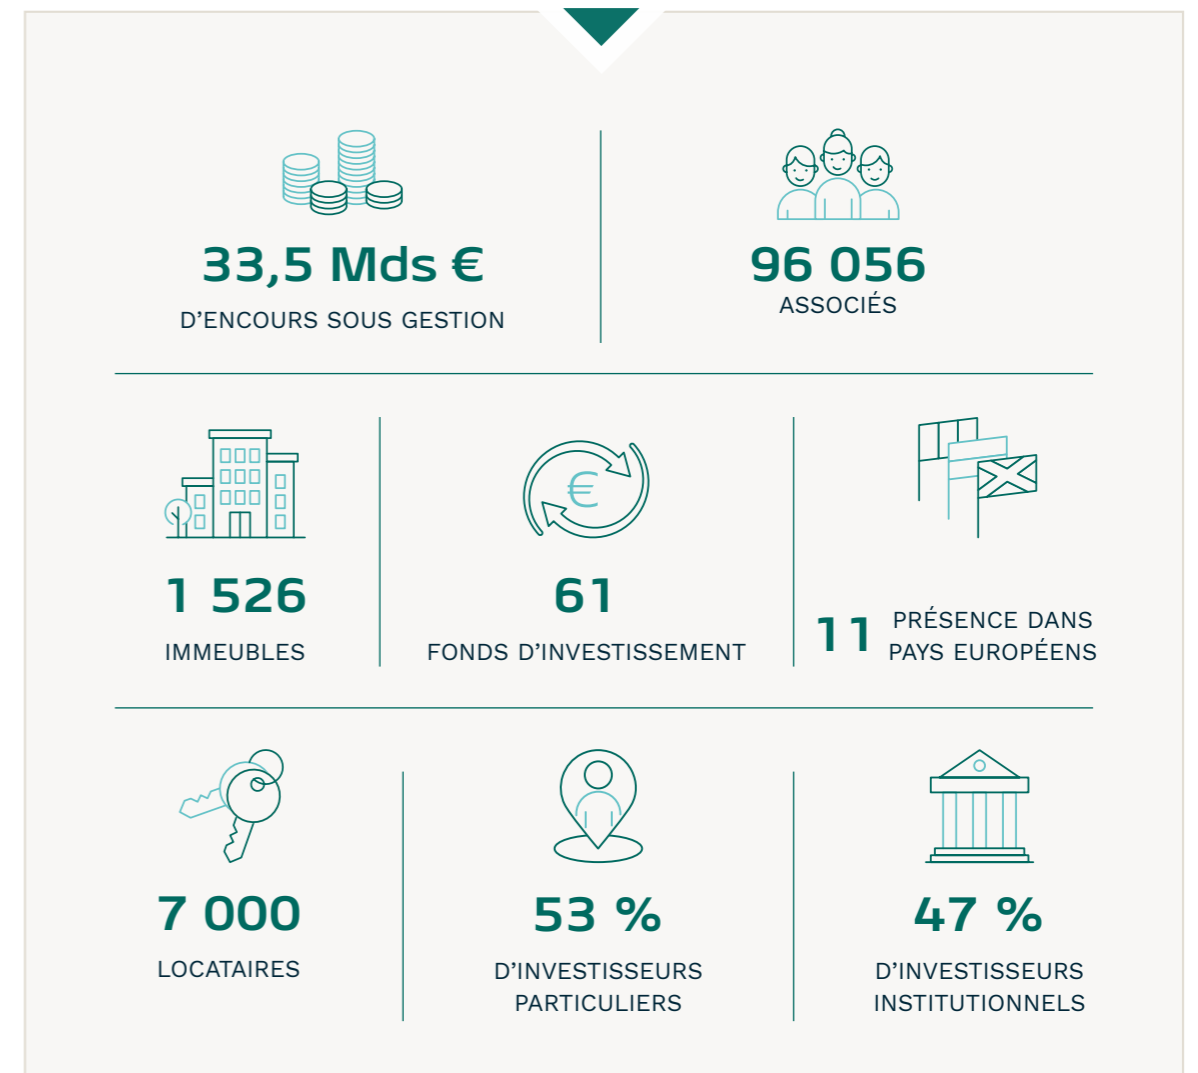 33,5 Mds €
D’ENCOURS SOUS GESTION
96 056
ASSOCIÉS
1 526
IMMEUBLES
€
61
FONDS D’INVESTISSEMENT
11
PRÉSENCE DANS
PAYS EUROPÉENS
7 000
LOCATAIRES
53 %
D’INVESTISSEURS
PARTICULIERS
47 %
D’INVESTISSEURS
INSTITUTIONNELS